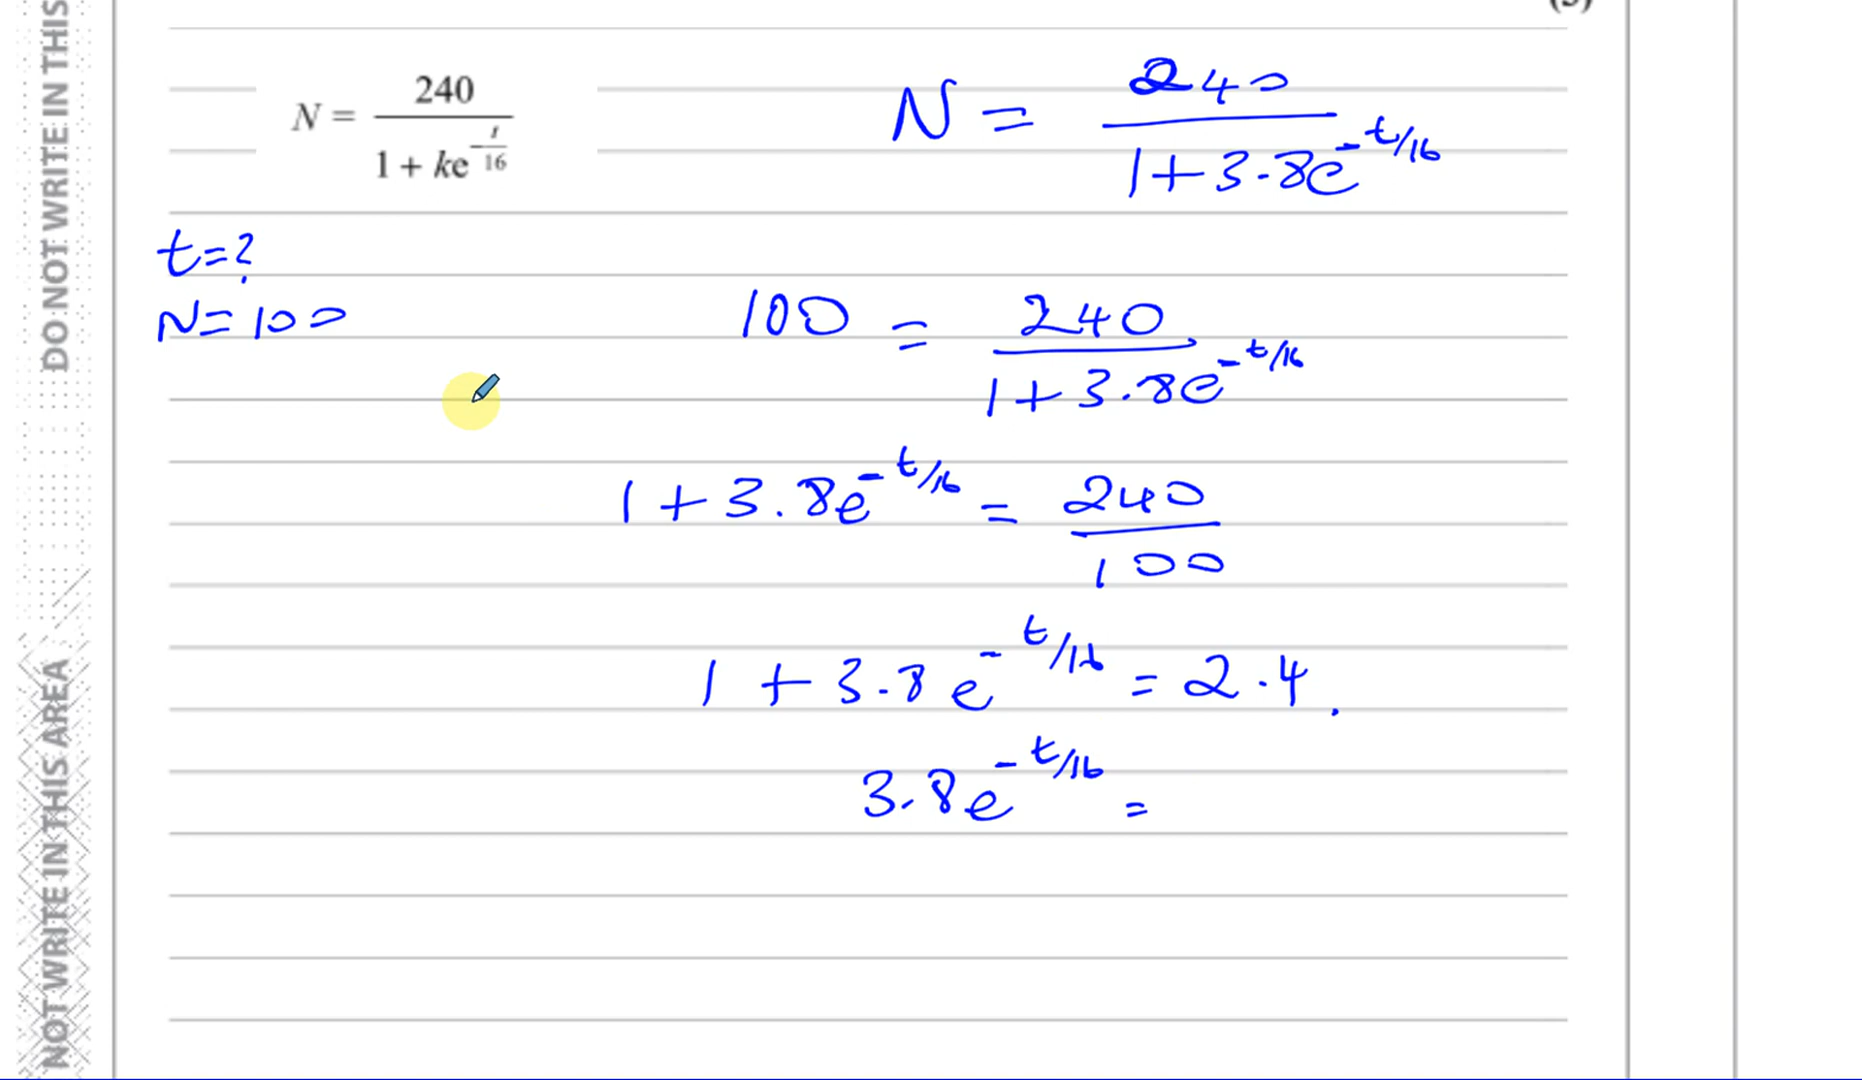 DO NOT WRITE IN THIS
NOT WRITE IN THIS AREA
(3)
N = 240 / 1 + ke^-t/16
N = 240 / 1 + 3.8e^-t/16
t = ?
N = 100
100 = 240 / 1 + 3.8e^-t/16
1 + 3.8e^-t/16 = 240 / 100
1 + 3.8e^-t/16 = 2.4.
3.8e^-t/16 =